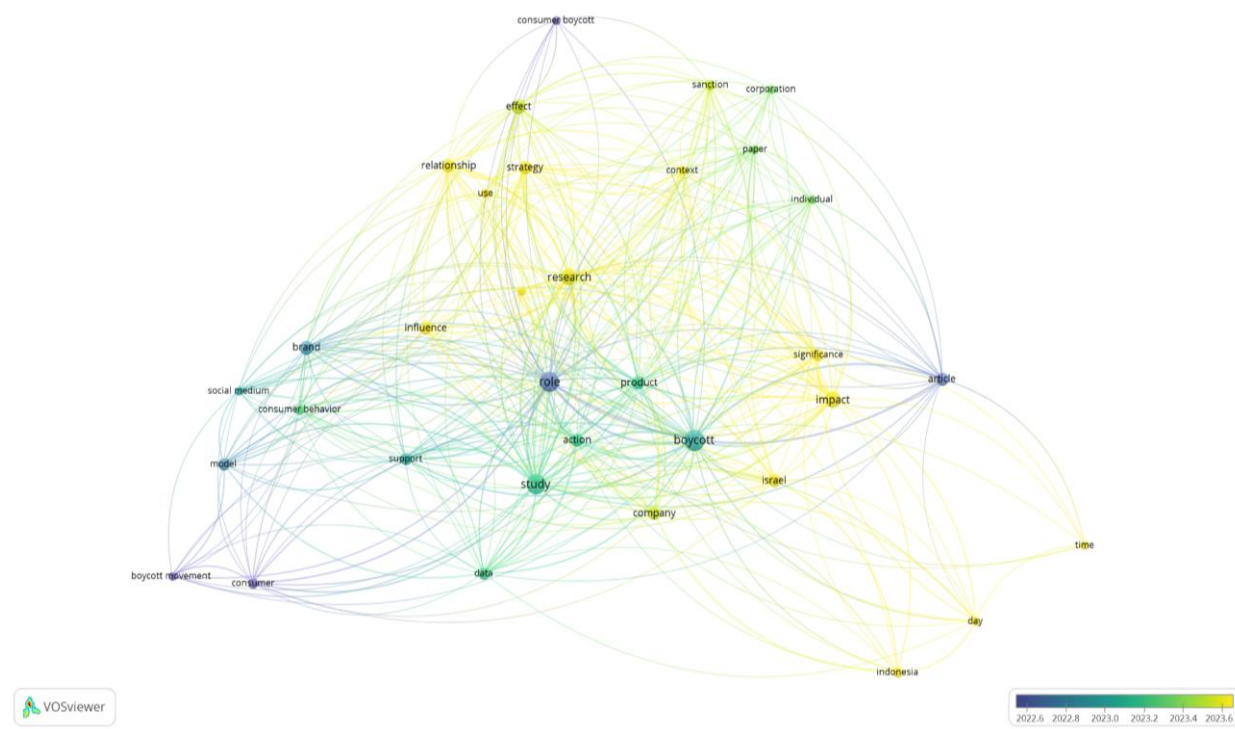 consumer boycott
sanction
corporation
effect
paper
relationship
strategy
context
use
individual
research
influence
brand
significance
role
product
article
social medium
impact
consumer behavior
action
boycott
support
model
israel
study
company
time
data
boycott movement
consumer
day
indonesia
VOSviewer
2022.6 2022.8 2023.0 2023.2 2023.4 2023.6